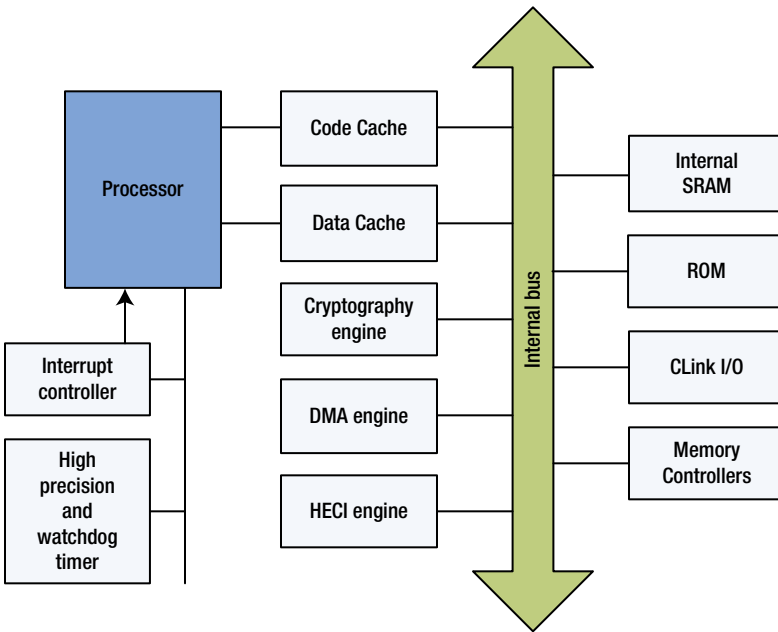 Processor
Code Cache
Data Cache
Cryptography
engine
DMA engine
HECI engine
Interrupt
controller
High
precision
and
watchdog
timer
Internal bus
Internal
SRAM
ROM
CLink I/O
Memory
Controllers